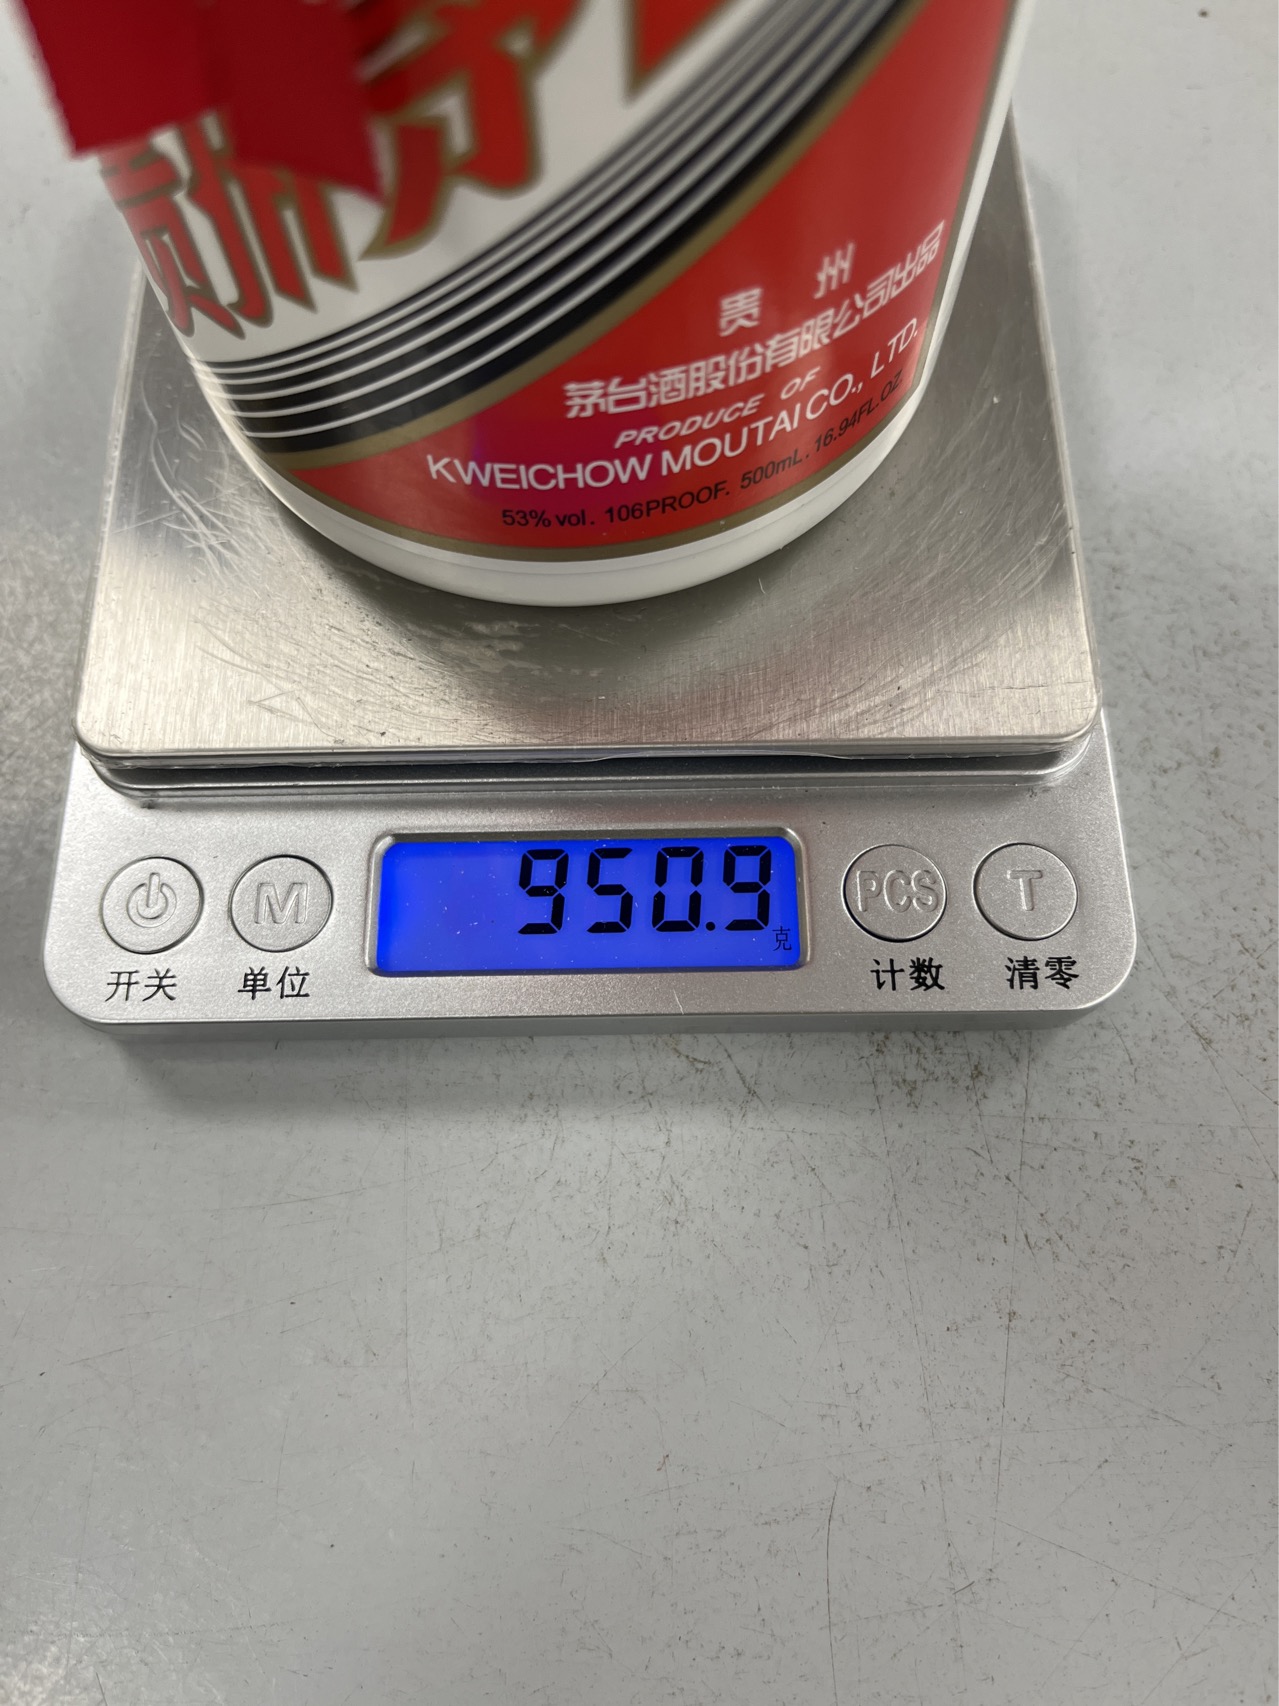 贵州
茅台酒股份有限公司出品
PRODUCE OF
KWEICHOW MOUTAI CO., LTD.
53% vol. 106PROOF. 500mL. 16.94FL.OZ.
950.9
克
M
PCS
T
开关
单位
计数
清零